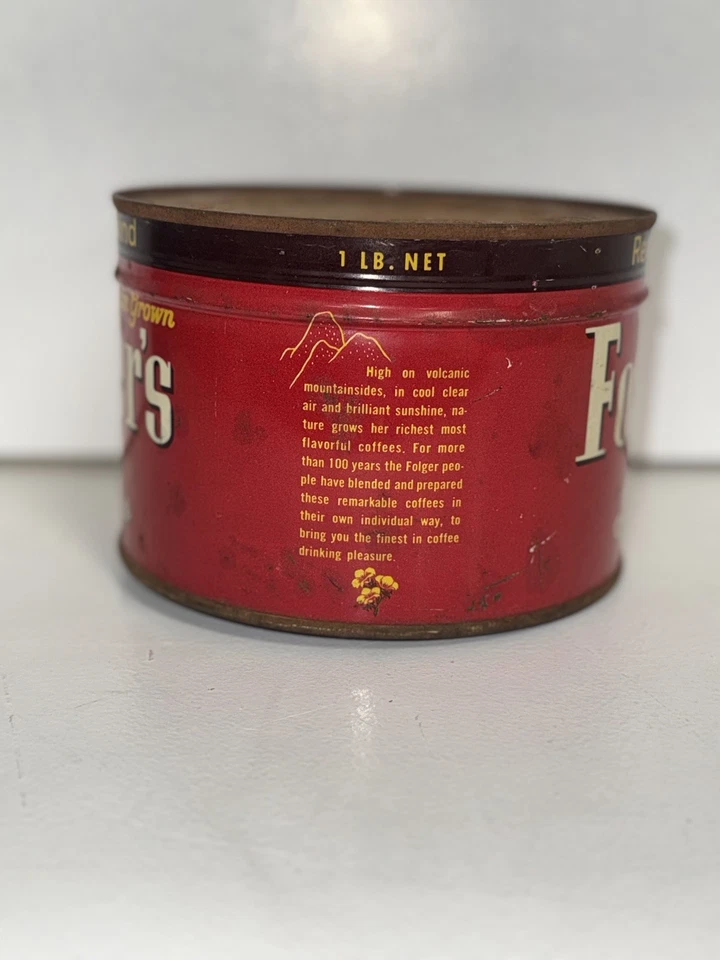 1 LB. NET
Grown
r's
Fo
High on volcanic
mountainsides, in cool clear
air and brilliant sunshine, na-
ture grows her richest most
flavorful coffees. For more
than 100 years the Folger peo-
ple have blended and prepared
these remarkable coffees in
their own individual way, to
bring you the finest in coffee
drinking pleasure.